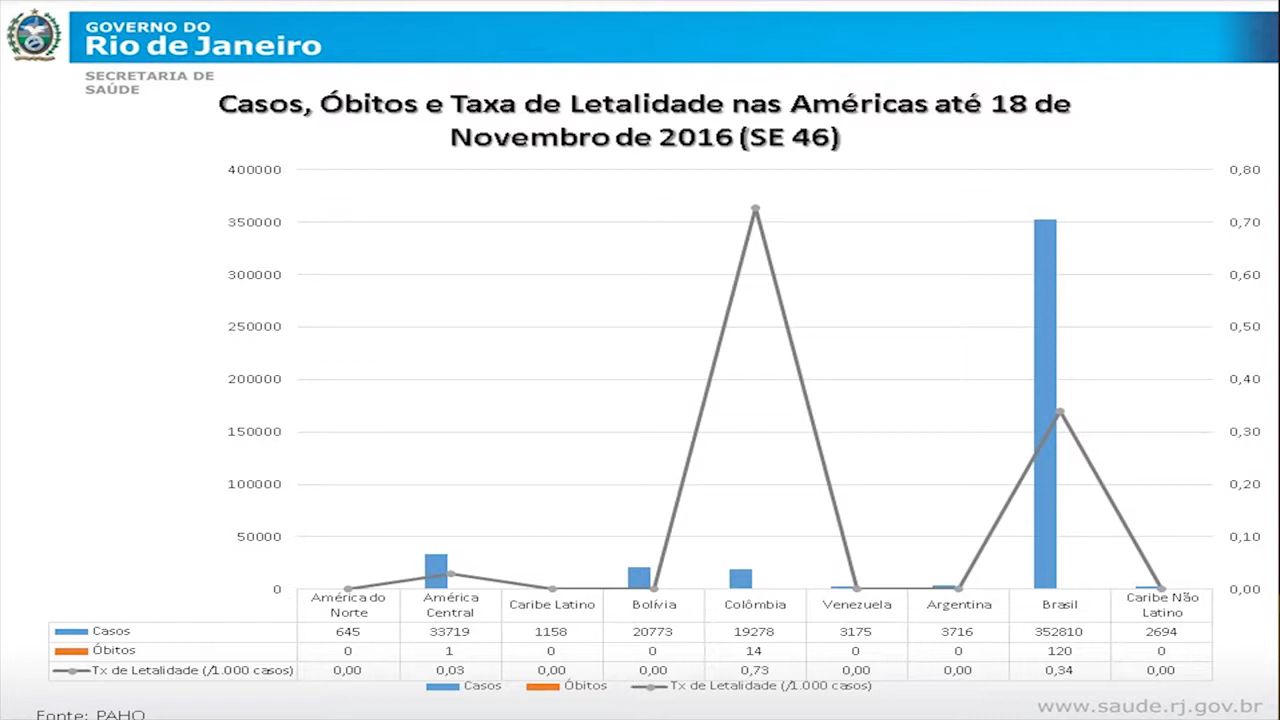 GOVERNO DO
Rio de Janeiro
SECRETARIA DE
SAÚDE
Casos, Óbitos e Taxa de Letalidade nas Américas até 18 de
Novembro de 2016 (SE 46)
400000 0,80
350000 0,70
300000 0,60
250000 0,50
200000 0,40
150000 0,30
100000 0,20
50000 0,10
0 0,00
América do Norte América Central Caribe Latino Bolívia Colômbia Venezuela Argentina Brasil Caribe Não Latino
Casos 645 33719 1158 20773 19278 3175 3716 352810 2694
Óbitos 0 1 0 0 14 0 0 120 0
Tx de Letalidade (/1.000 casos) 0,00 0,03 0,00 0,00 0,73 0,00 0,00 0,34 0,00
Casos Óbitos Tx de Letalidade (/1.000 casos)
Fonte: PAHO
www.saude.rj.gov.br